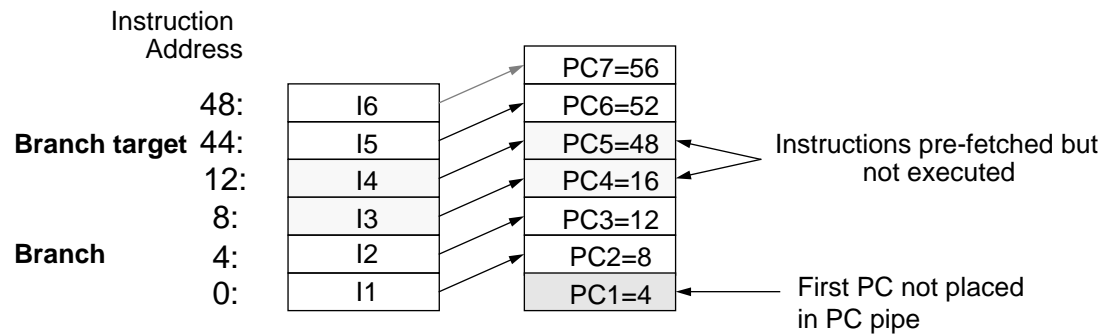 Instruction
Address
PC7=56
48: I6 PC6=52
Branch target 44: I5 PC5=48 Instructions pre-fetched but
12: I4 PC4=16 not executed
8: I3 PC3=12
Branch 4: I2 PC2=8
0: I1 PC1=4 First PC not placed
in PC pipe